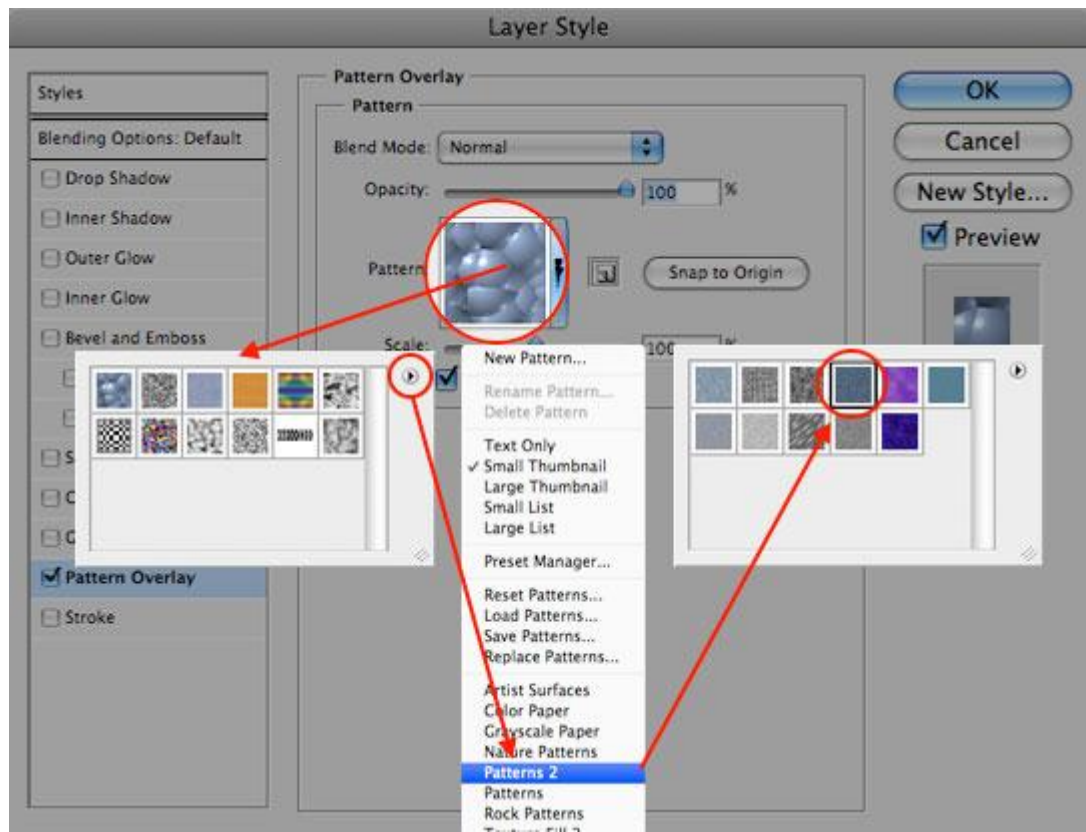 Layer Style
Styles
Blending Options: Default
Drop Shadow
Inner Shadow
Outer Glow
Inner Glow
Bevel and Emboss
S
C
G
Pattern Overlay
Stroke
Pattern Overlay
Pattern
Blend Mode: Normal
Opacity: 100 %
Pattern
Snap to Origin
Scale: 100 %
New Pattern...
Rename Pattern...
Delete Pattern
Text Only
✓ Small Thumbnail
Large Thumbnail
Small List
Large List
Preset Manager...
Reset Patterns...
Load Patterns...
Save Patterns...
Replace Patterns...
Artist Surfaces
Color Paper
Grayscale Paper
Nature Patterns
Patterns 2
Patterns
Rock Patterns
Texture Fill 2
OK
Cancel
New Style...
Preview